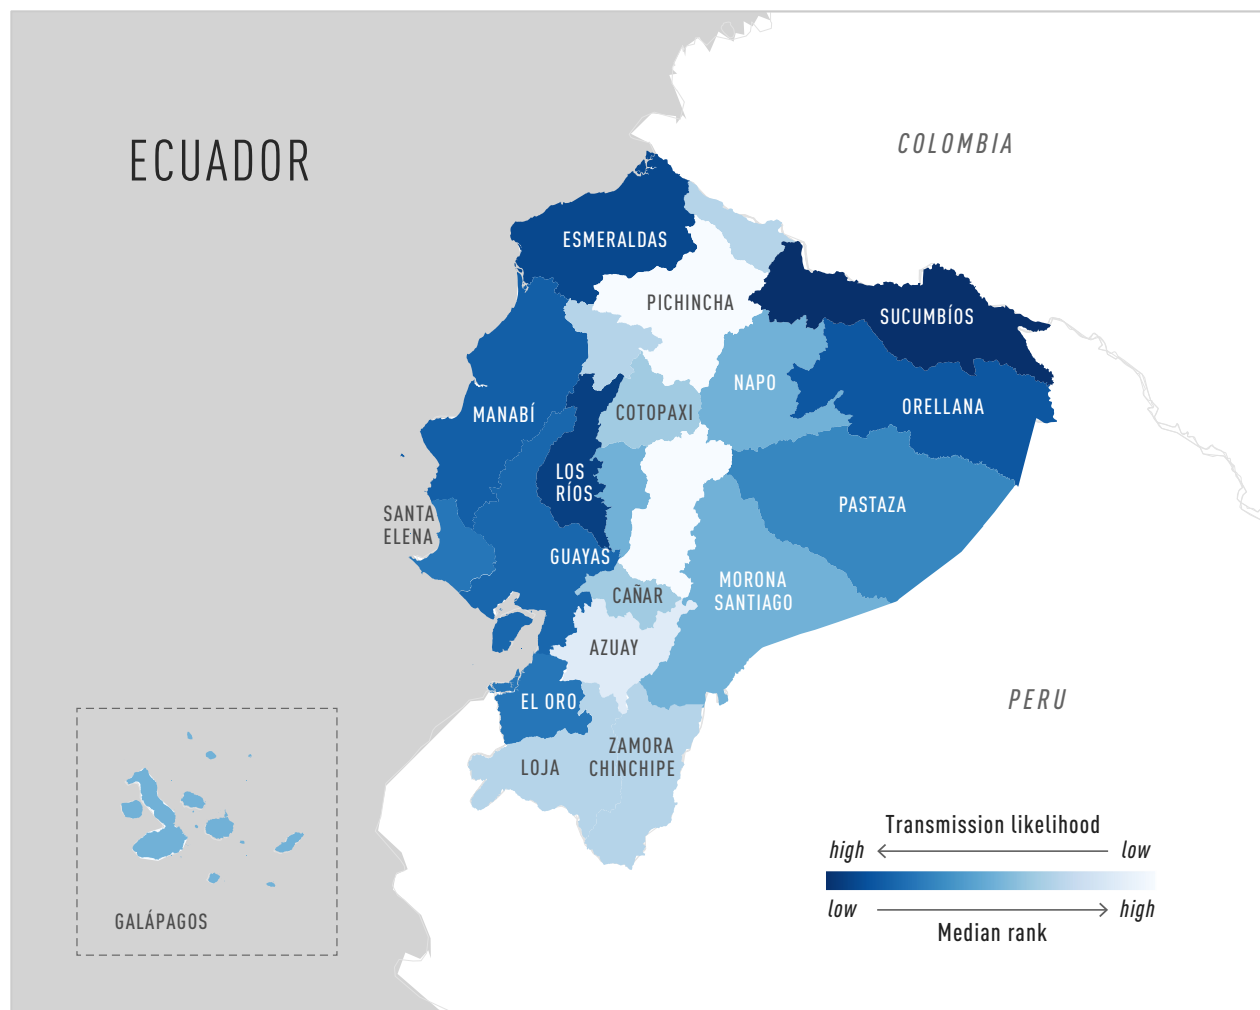 ECUADOR
COLOMBIA
ESMERALDAS
PICHINCHA
SUCUMBÍOS
NAPO
ORELLANA
MANABÍ
COTOPAXI
LOS
RÍOS
SANTA
ELENA
PASTAZA
GUAYAS
MORONA
SANTIAGO
CAÑAR
AZUAY
EL ORO
PERU
ZAMORA
CHINCHIPE
LOJA
GALÁPAGOS
Transmission likelihood
high low
low high
Median rank